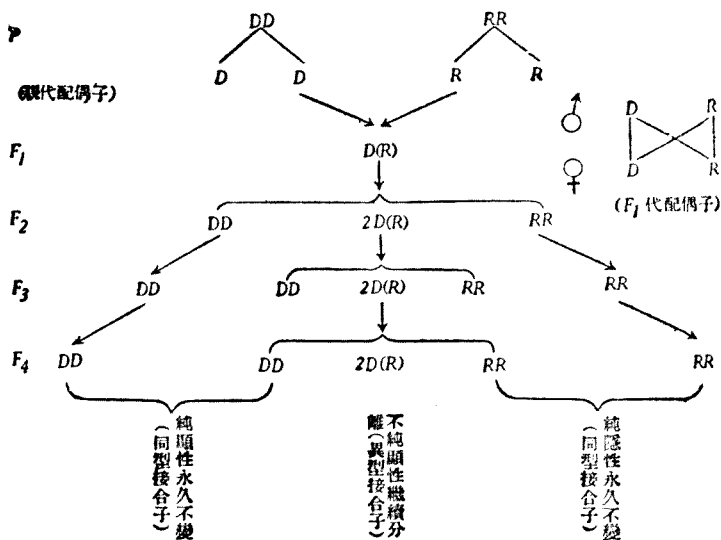 P DD RR
D D R R
(親代配偶子)
♂ D R
F1 D(R)
♀ D R
(F1 代配偶子)
F2 DD 2D(R) RR
F3 DD DD 2D(R) RR RR
F4 DD DD 2D(R) RR RR
純顯性永久不變
(同型接合子)
不純顯性繼續分
離(異型接合子)
純隱性永久不變
(同型接合子)